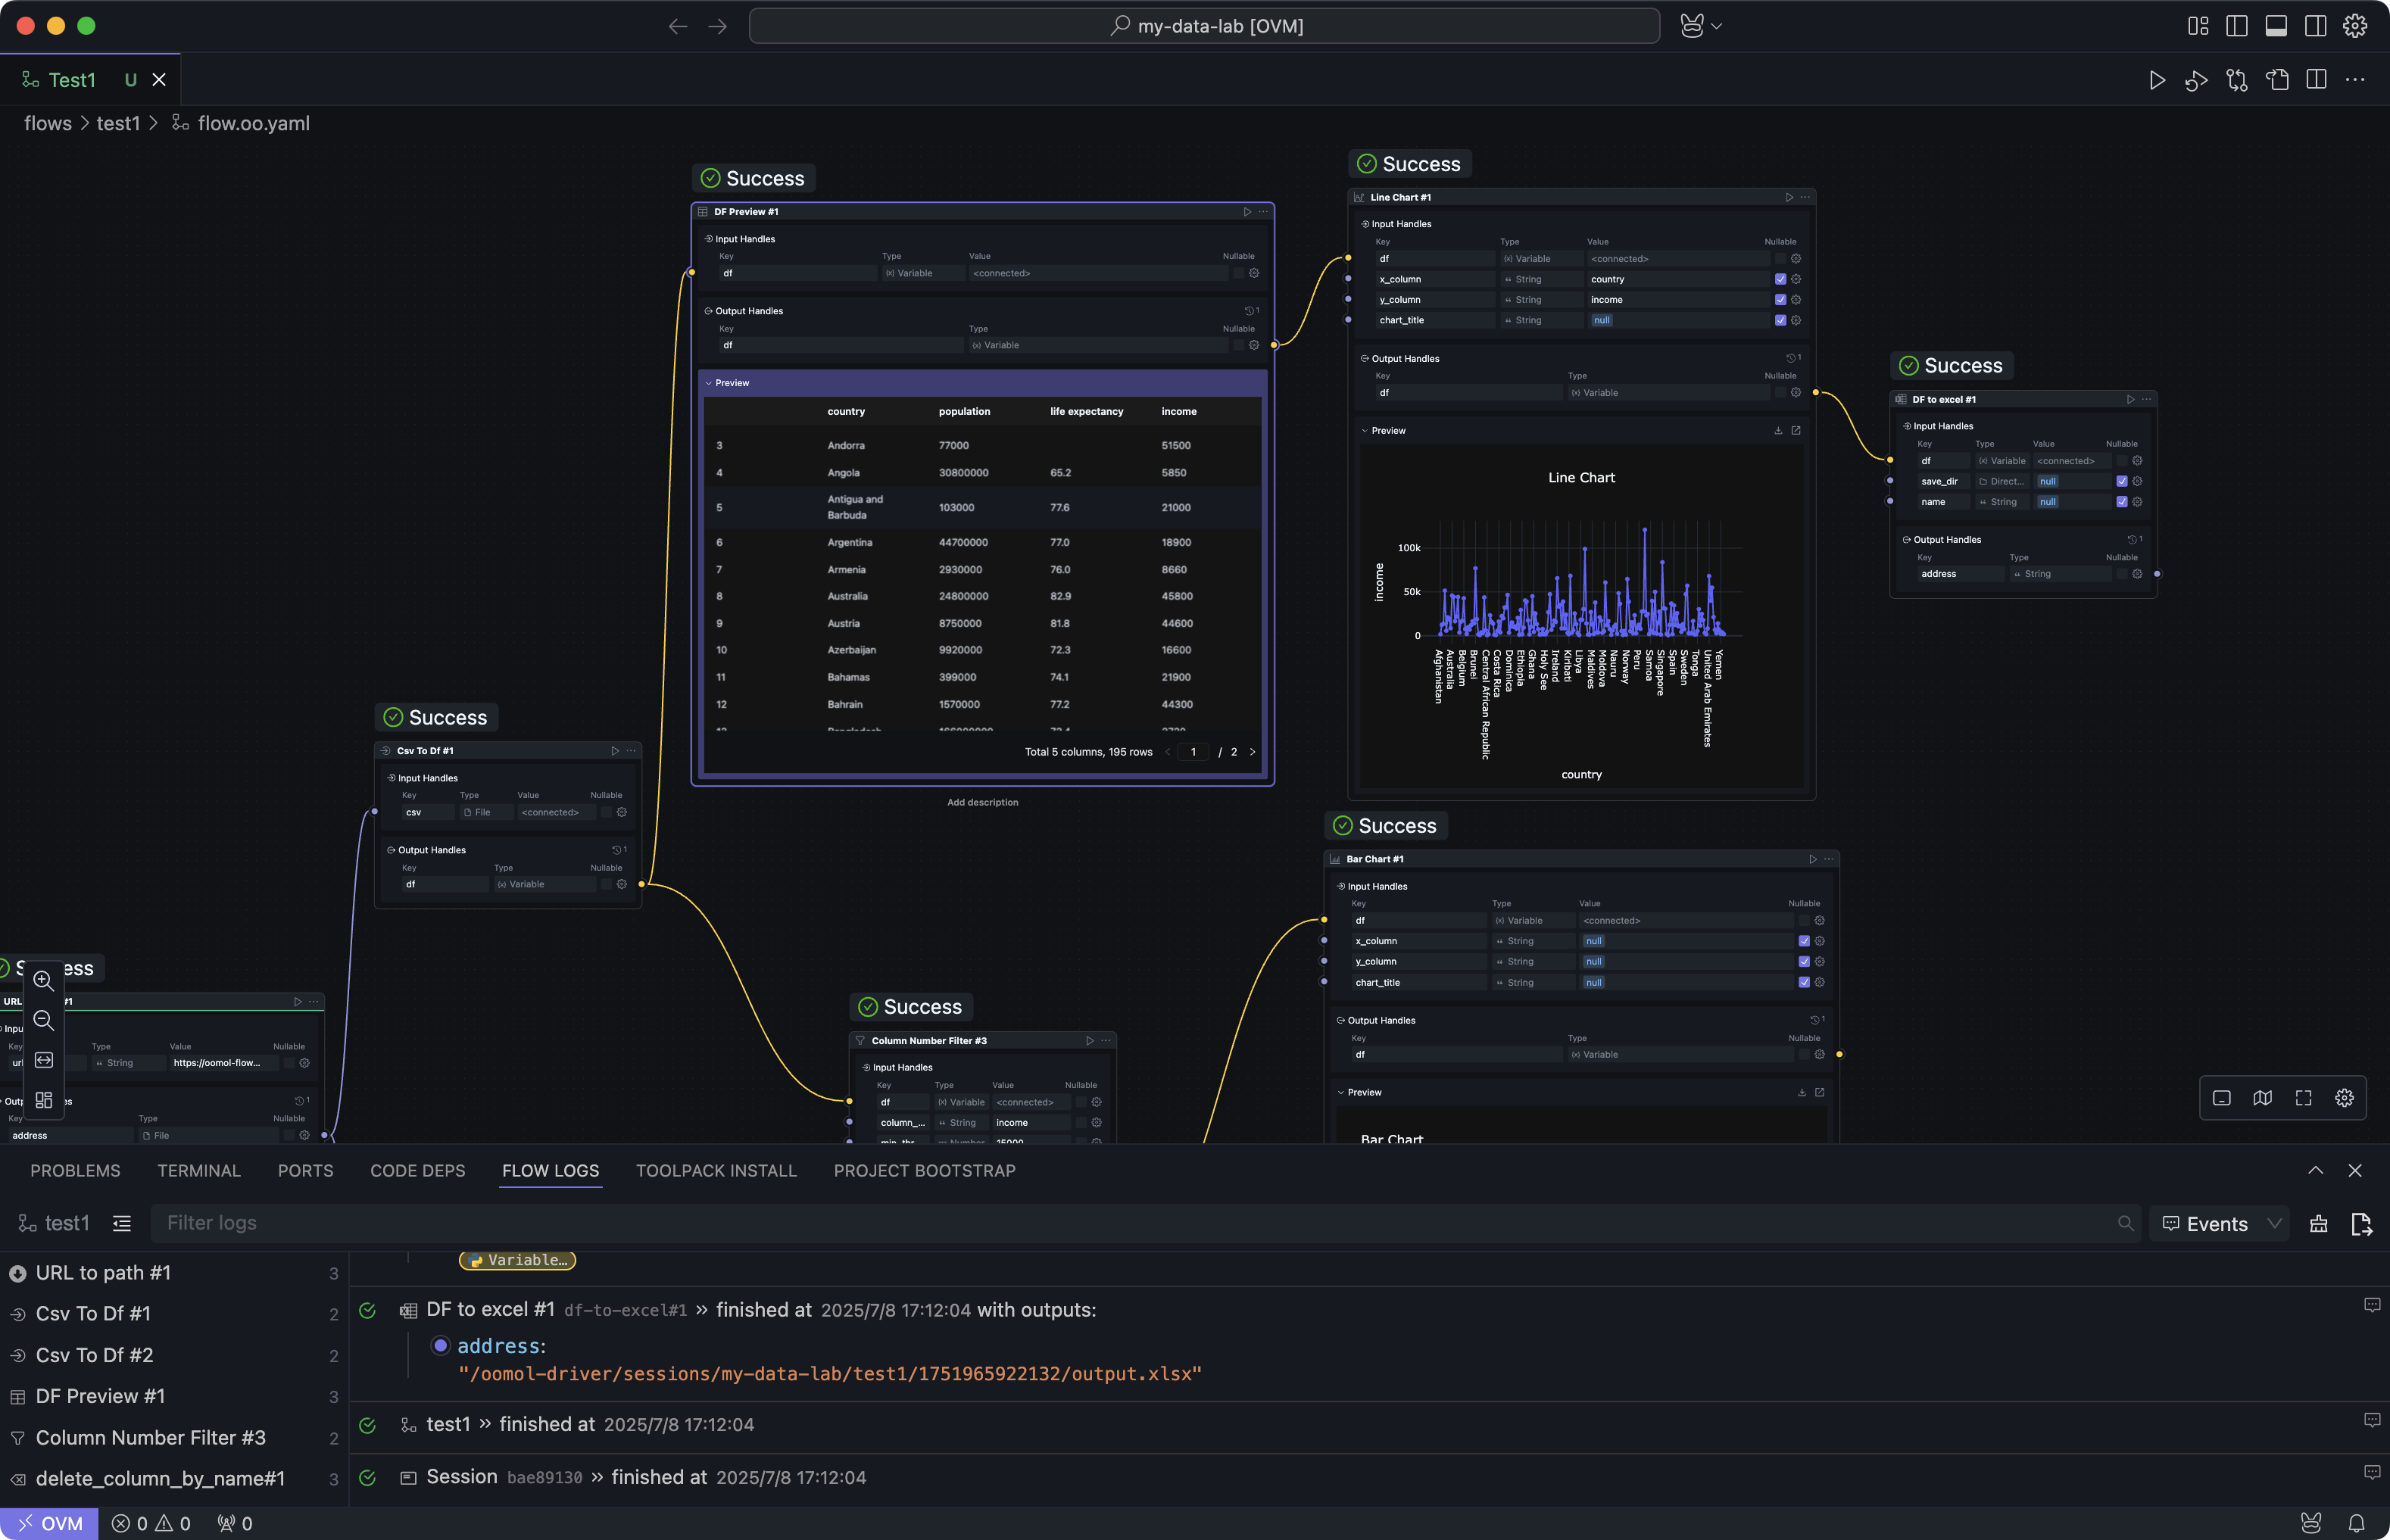 my-data-lab [OVM]
Test1 U
flows > test1 > flow.oo.yaml
Success
DF Preview #1
Input Handles
Key Type Value Nullable
df Variable <connected>
Output Handles 1
Key Type Nullable
df Variable
Preview
country population life expectancy income
3 Andorra 77000 51500
4 Angola 30800000 65.2 5850
5 Antigua and Barbuda 103000 77.6 21000
6 Argentina 44700000 77.0 18900
7 Armenia 2930000 76.0 8660
8 Australia 24800000 82.9 45800
9 Austria 8750000 81.8 44600
10 Azerbaijan 9920000 72.3 16600
11 Bahamas 399000 74.1 21900
12 Bahrain 1570000 77.2 44300
Total 5 columns, 195 rows < 1 / 2 >
Add description
Success
Line Chart #1
Input Handles
Key Type Value Nullable
df Variable <connected>
x_column String country
y_column String income
chart_title String null
Output Handles 1
Key Type Nullable
df Variable
Preview
Line Chart
100k
50k
0
income
Afghanistan
Australia
Belgium
Brunei
Central African Republic
Costa Rica
Dominica
Ethiopia
Ghana
Holy See
Ireland
Kiribati
Libya
Maldives
Moldova
Nauru
Norway
Peru
Samoa
Singapore
Spain
Sweden
Tonga
United Arab Emirates
Yemen
country
Success
DF to excel #1
Input Handles
Key Type Value Nullable
df Variable <connected>
save_dir Direct... null
name String null
Output Handles 1
Key Type Nullable
address String
Success
Csv To Df #1
Input Handles
Key Type Value Nullable
csv File <connected>
Output Handles 1
Key Type Nullable
df Variable
Success
Bar Chart #1
Input Handles
Key Type Value Nullable
df Variable <connected>
x_column String null
y_column String null
chart_title String null
Output Handles 1
Key Type Nullable
df Variable
Preview
Bar Chart
URL #1
Key Type Value Nullable
url String https://oomol-flow...
1
Key Type Nullable
address File
Success
Column Number Filter #3
Input Handles
Key Type Value Nullable
df Variable <connected>
column_... String income
min_thr Number 15000
PROBLEMS TERMINAL PORTS CODE DEPS FLOW LOGS TOOLPACK INSTALL PROJECT BOOTSTRAP
test1 Filter logs Events
URL to path #1 3
Csv To Df #1 2
Csv To Df #2 2
DF Preview #1 3
Column Number Filter #3 2
delete_column_by_name#1 3
Variable…
DF to excel #1 df-to-excel#1 » finished at 2025/7/8 17:12:04 with outputs:
address:
"/oomol-driver/sessions/my-data-lab/test1/1751965922132/output.xlsx"
test1 » finished at 2025/7/8 17:12:04
Session bae89130 » finished at 2025/7/8 17:12:04
OVM 0 0 0